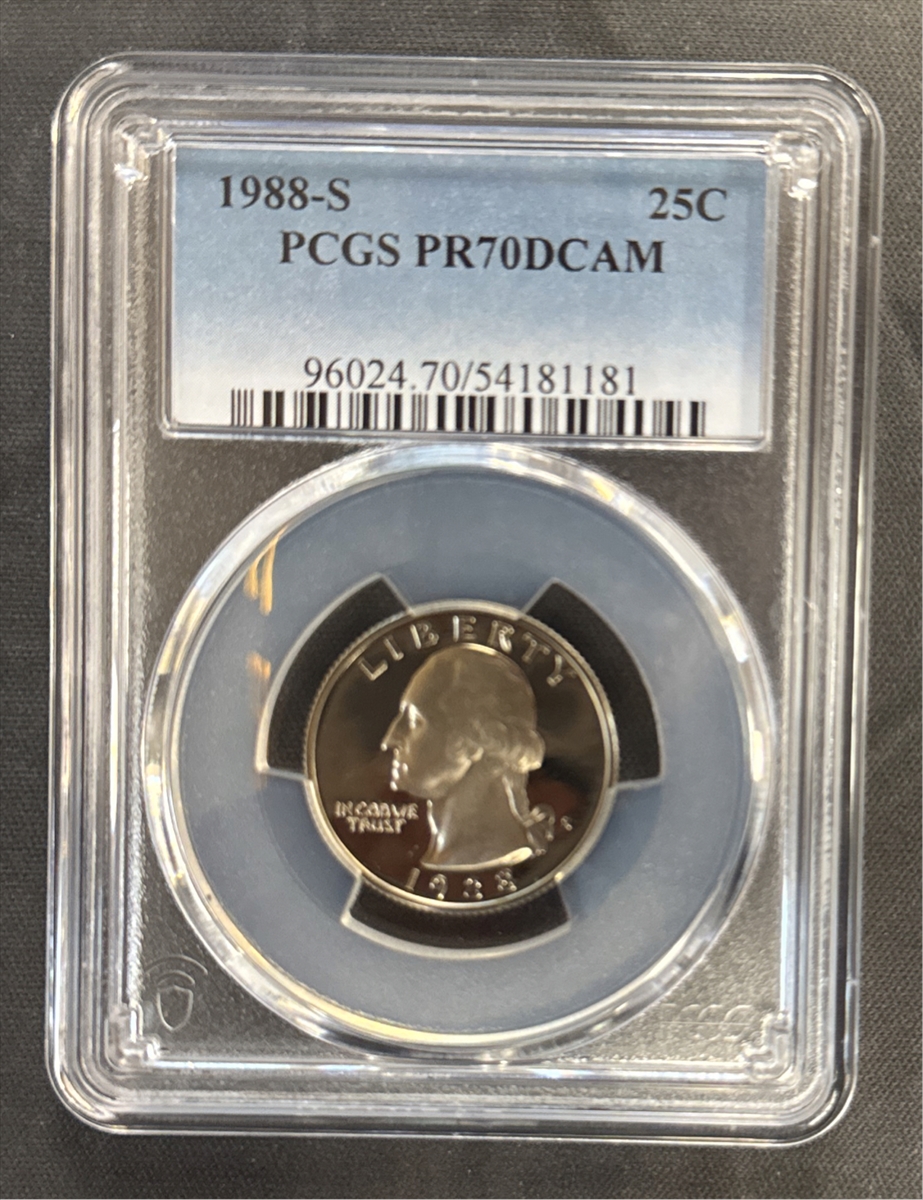 1988-S 25C
PCGS PR70DCAM
96024.70/54181181
LIBERTY
IN GOD WE
TRUST
1988